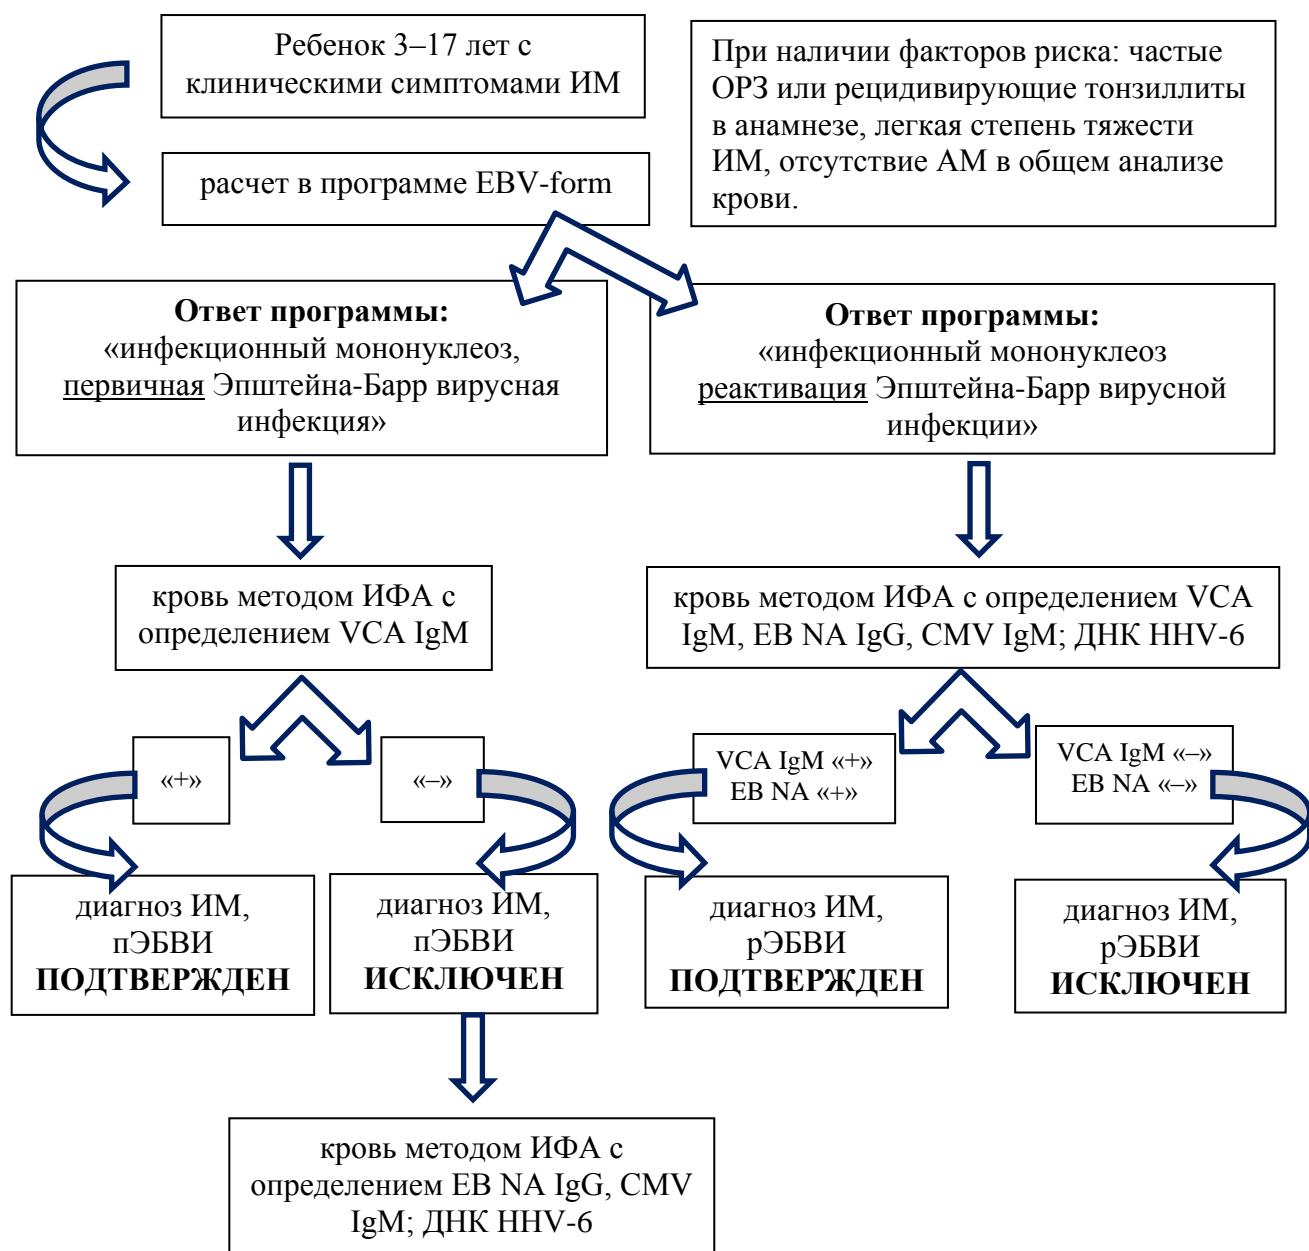 Ребенок 3–17 лет с
клиническими симптомами ИМ
При наличии факторов риска: частые
ОРЗ или рецидивирующие тонзиллиты
в анамнезе, легкая степень тяжести
ИМ, отсутствие АМ в общем анализе
крови.
расчет в программе EBV-form
Ответ программы:
«инфекционный мононуклеоз,
первичная Эпштейна-Барр вирусная
инфекция»
Ответ программы:
«инфекционный мононуклеоз
реактивация Эпштейна-Барр вирусной
инфекции»
кровь методом ИФА с
определением VCA IgM
кровь методом ИФА с определением VCA
IgM, EB NA IgG, CMV IgM; ДНК HHV-6
«+»
«–»
VCA IgM «+»
EB NA «+»
VCA IgM «–»
EB NA «–»
диагноз ИМ,
пЭБВИ
ПОДТВЕРЖДЕН
диагноз ИМ,
пЭБВИ
ИСКЛЮЧЕН
диагноз ИМ,
рЭБВИ
ПОДТВЕРЖДЕН
диагноз ИМ,
рЭБВИ
ИСКЛЮЧЕН
кровь методом ИФА с
определением EB NA IgG, CMV
IgM; ДНК HHV-6